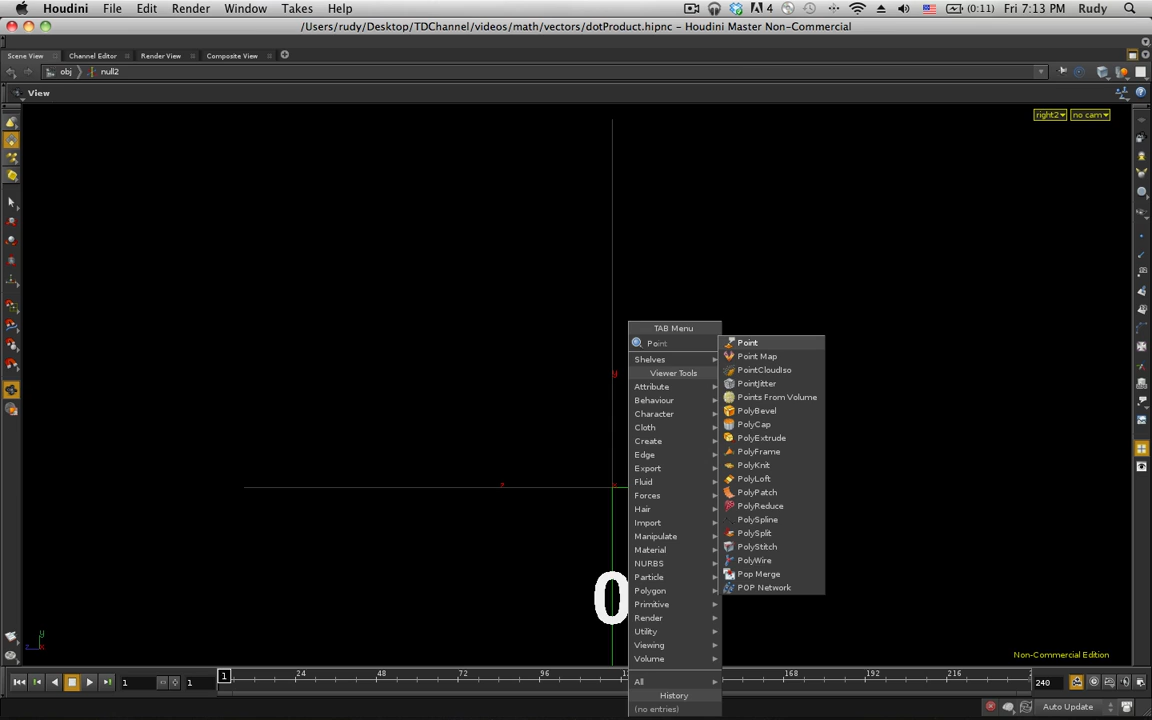 Houdini File Edit Render Windows Takes Help 4 (0:11) Fri 7:13 PM Rudy
/Users/rudy/Desktop/TDChannel/videos/math/vectors/dotProduct.hipnc - Houdini Master Non-Commercial
Scene View Channel Editor Render View Composite View
obj null2
View
right2 no cam
y
z x
0
y
z x
TAB Menu
Point
Shelves
Viewer Tools
Attribute
Behaviour
Character
Cloth
Create
Edge
Export
Fluid
Forces
Hair
Import
Manipulate
Material
NURBS
Particle
Polygon
Primitive
Render
Utility
Viewing
Volume
All
History
(no entries)
Point
Point Map
PointCloudIso
PointJitter
Points From Volume
PolyBevel
PolyCap
PolyExtrude
PolyFrame
PolyKnit
PolyLoft
PolyPatch
PolyReduce
PolySpline
PolySplit
PolyStitch
PolyWire
Pop Merge
POP Network
Non-Commercial Edition
1 1 1 24 48 72 96 168 192 216 240
Auto Update